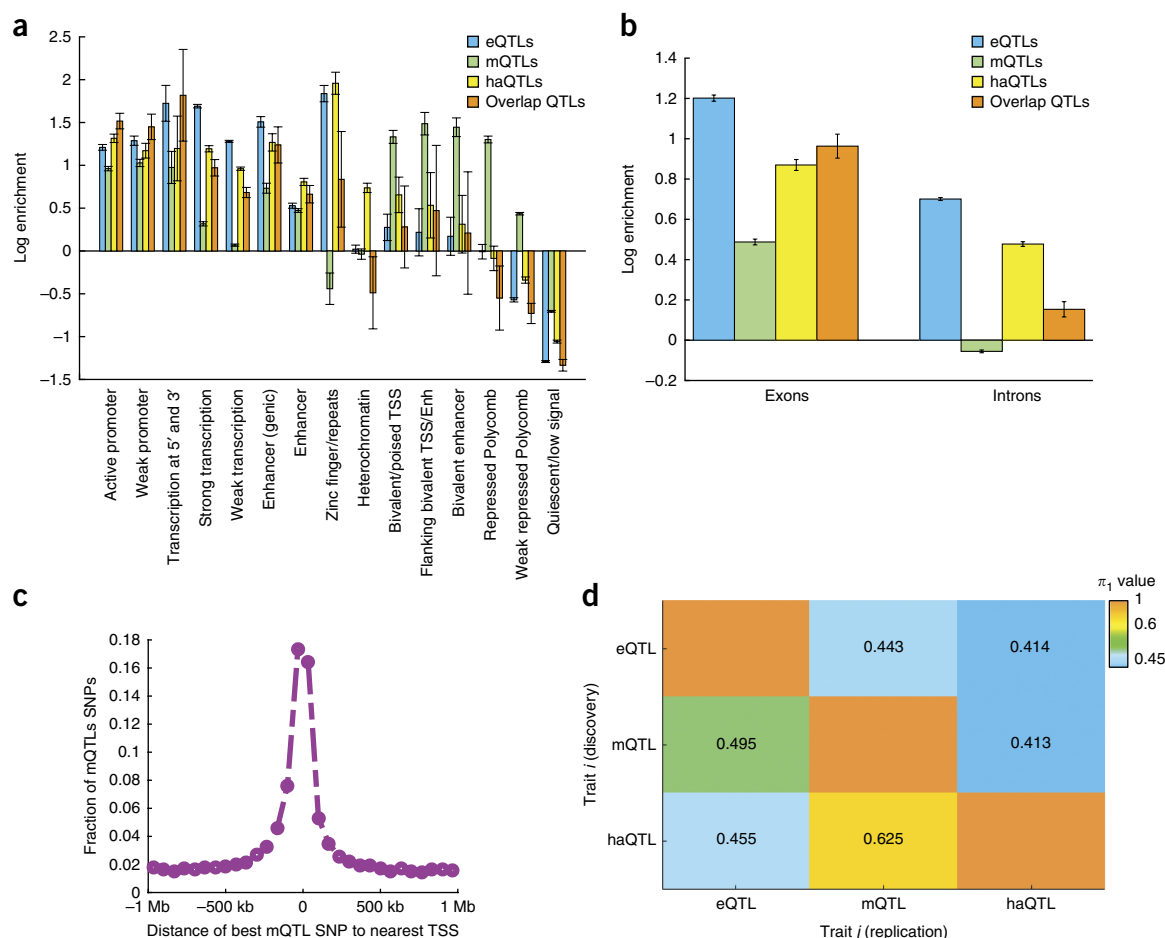 a
eQTLs
mQTLs
haQTLs
Overlap QTLs
2.5
2.0
1.5
1.0
0.5
0
–0.5
–1.0
–1.5
Log enrichment
Active promoter
Weak promoter
Transcription at 5′ and 3′
Strong transcription
Weak transcription
Enhancer (genic)
Enhancer
Zinc finger/repeats
Heterochromatin
Bivalent/poised TSS
Flanking bivalent TSS/Enh
Bivalent enhancer
Repressed Polycomb
Weak repressed Polycomb
Quiescent/low signal
b
eQTLs
mQTLs
haQTLs
Overlap QTLs
1.4
1.2
1.0
0.8
0.6
0.4
0.2
0
–0.2
Log enrichment
Exons
Introns
c
0.18
0.16
0.14
0.12
0.1
0.08
0.06
0.04
0.02
0
Fraction of mQTLs SNPs
–1 Mb
–500 kb
0
500 kb
1 Mb
Distance of best mQTL SNP to nearest TSS
d
π1 value
1
0.6
0.45
Trait i (discovery)
eQTL
0.443
0.414
mQTL
0.495
0.413
haQTL
0.455
0.625
eQTL
mQTL
haQTL
Trait j (replication)